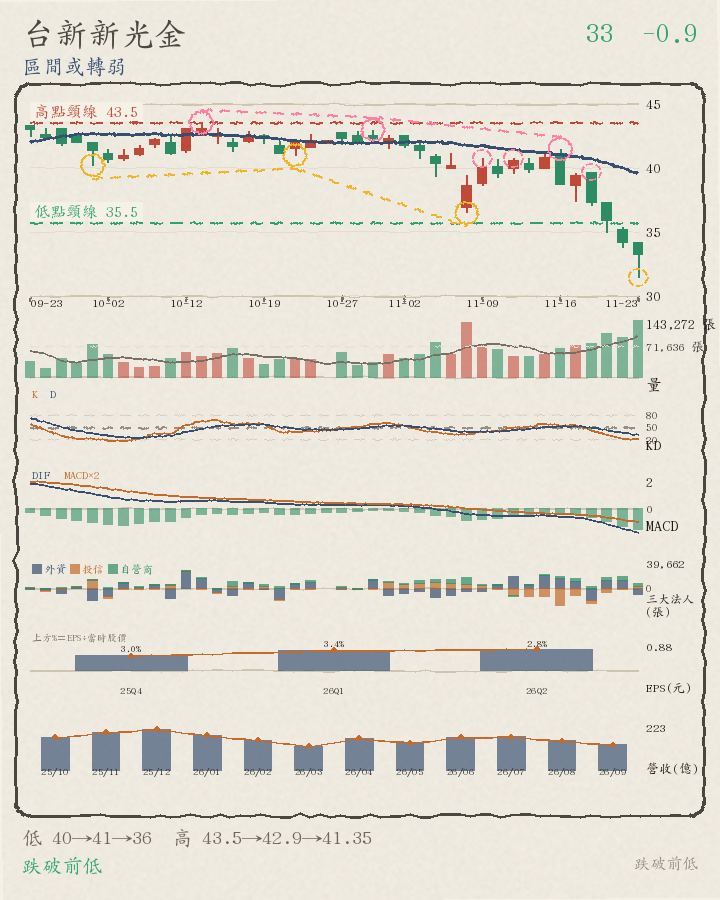 台新新光金
33 -0.9
區間或轉弱
45
高點頸線 43.5
40
低點頸線 35.5
35
30
09-23 10-02 10-12 10-19 10-27 11-02 11-09 11-16 11-23
143,272 張
71,636 張
量
K D
80
50
20
KD
DIF MACD×2
2
0
MACD
39,662
外資 投信 自營商
0
三大法人
(張)
上方%=EPS÷當時股價
3.0% 3.4% 2.8%
0.88
25Q4 26Q1 26Q2
EPS(元)
223
25/10 25/11 25/12 26/01 26/02 26/03 26/04 26/05 26/06 26/07 26/08 26/09
營收(億)
低 40→41→36 高 43.5→42.9→41.35
跌破前低
跌破前低